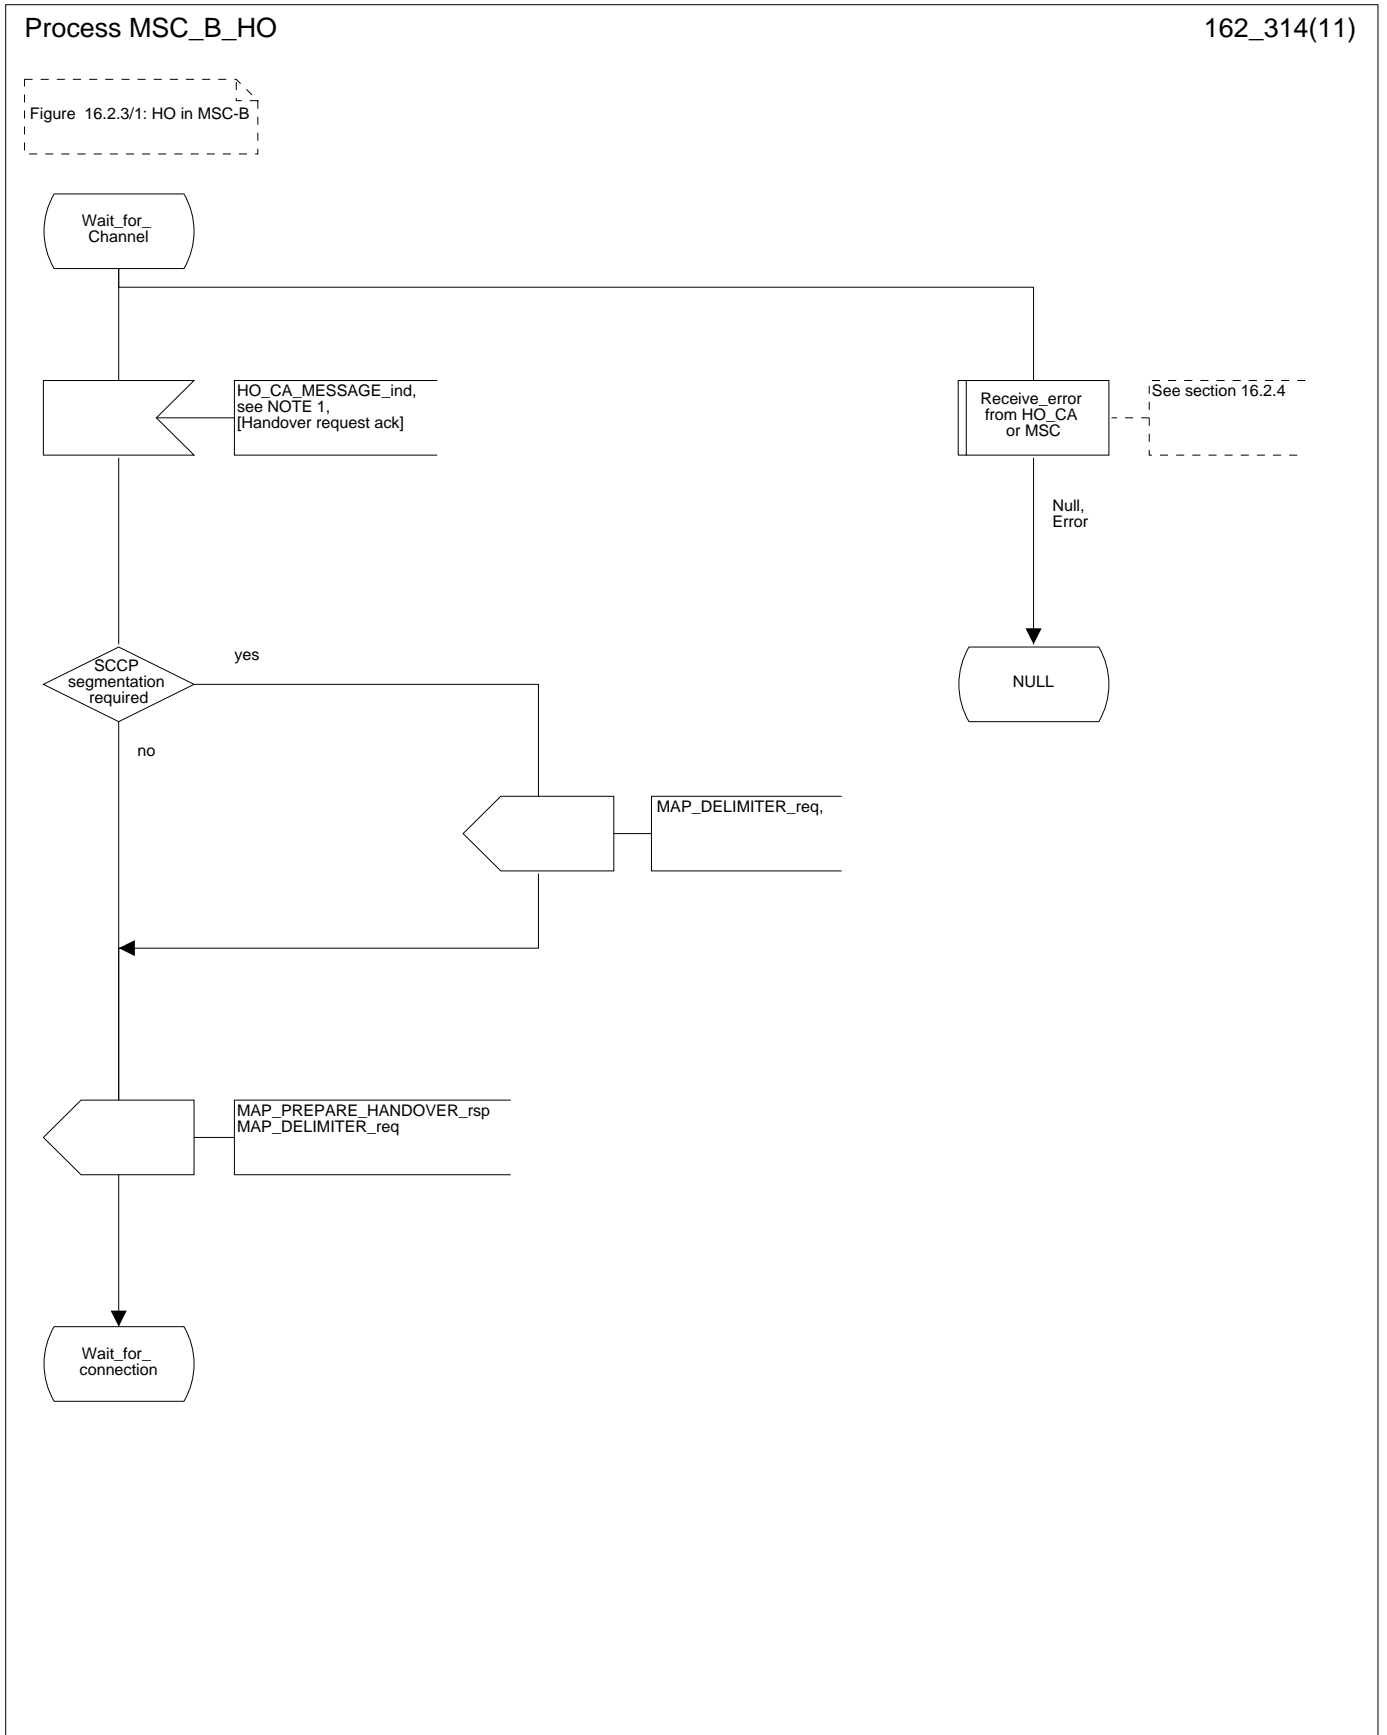 Process MSC_B_HO
162_314(11)
Figure 16.2.3/1: HO in MSC-B
Wait_for_
Channel
HO_CA_MESSAGE_ind,
see NOTE 1,
[Handover request ack]
Receive_error
from HO_CA
or MSC
See section 16.2.4
Null,
Error
SCCP
segmentation
required
yes
NULL
no
MAP_DELIMITER_req,
MAP_PREPARE_HANDOVER_rsp
MAP_DELIMITER_req
Wait_for_
connection